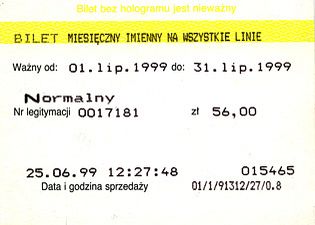 Bilet bez hologramu jest nieważny
BILET MIESIĘCZNY IMIENNY NA WSZYSTKIE LINIE
Ważny od: 01.lip.1999 do: 31.lip.1999
Normalny
Nr legitymacji 0017181 zł 56,00
25.06.99 12:27:48 015465
Data i godzina sprzedaży 01/1/91312/27/0.8